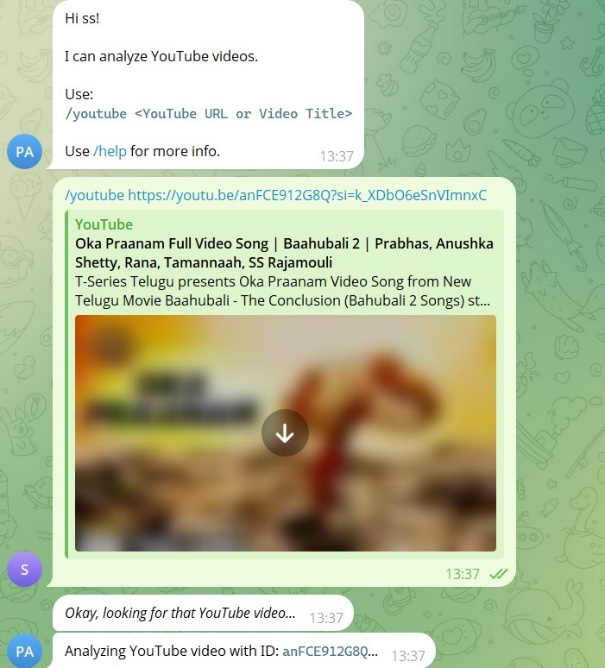 Hi ss!
I can analyze YouTube videos.
Use:
/youtube <YouTube URL or Video Title>
Use /help for more info.
13:37
PA
/youtube https://youtu.be/anFCE912G8Q?si=k_XDbO6eSnVImnxC
YouTube
Oka Praanam Full Video Song | Baahubali 2 | Prabhas, Anushka
Shetty, Rana, Tamannaah, SS Rajamouli
T-Series Telugu presents Oka Praanam Video Song from New
Telugu Movie Baahubali - The Conclusion (Bahubali 2 Songs) st...
OKA
PRAANAM
13:37
S
Okay, looking for that YouTube video... 13:37
PA
Analyzing YouTube video with ID: anFCE912G8Q... 13:37